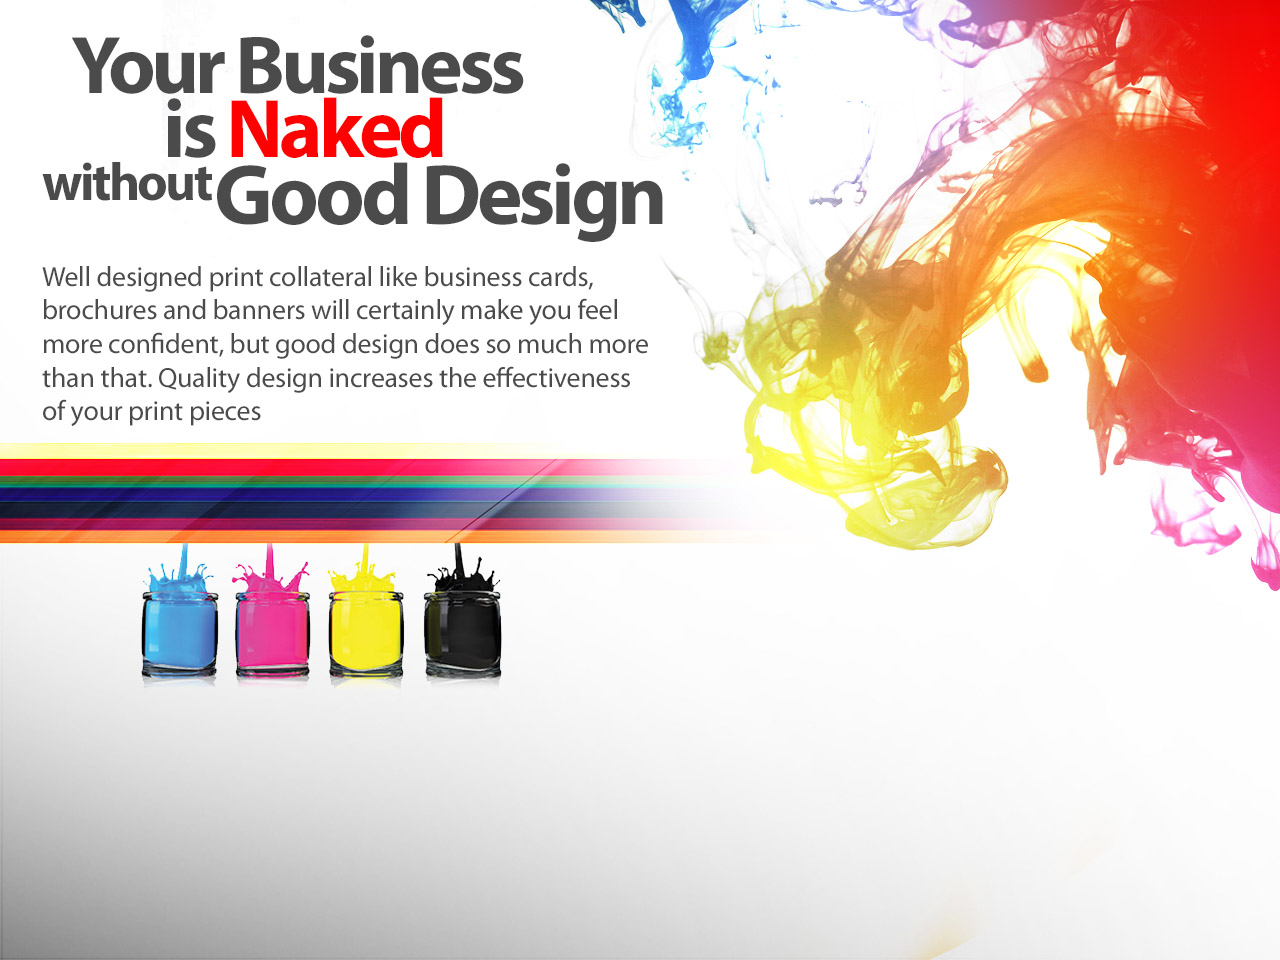 Your Business
is Naked
without Good Design
Well designed print collateral like business cards,
brochures and banners will certainly make you feel
more confident, but good design does so much more
than that. Quality design increases the effectiveness
of your print pieces